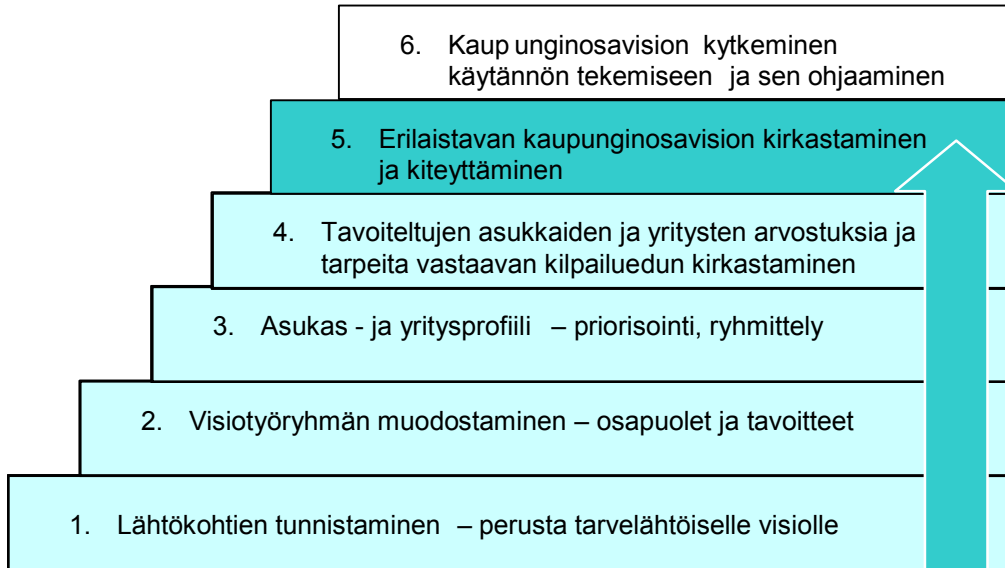 6. Kaup unginosavision kytkeminen
käytännön tekemiseen ja sen ohjaaminen
5. Erilaistavan kaupunginosavision kirkastaminen
ja kiteyttäminen
4. Tavoiteltujen asukkaiden ja yritysten arvostuksia ja
tarpeita vastaavan kilpailuedun kirkastaminen
3. Asukas - ja yritysprofiili – priorisointi, ryhmittely
2. Visiotyöryhmän muodostaminen – osapuolet ja tavoitteet
1. Lähtökohtien tunnistaminen – perusta tarvelähtöiselle visiolle